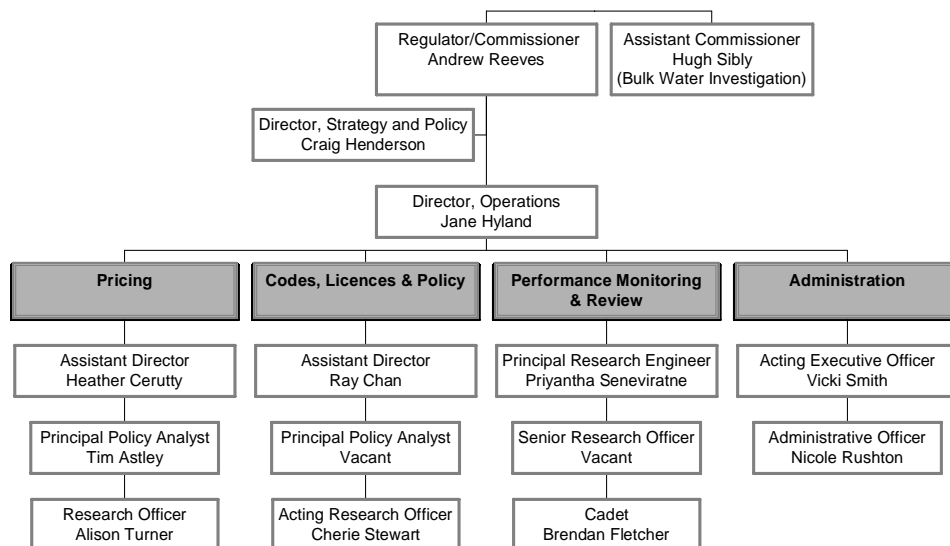 Regulator/Commissioner
Andrew Reeves
Assistant Commissioner
Hugh Sibly
(Bulk Water Investigation)
Director, Strategy and Policy
Craig Henderson
Director, Operations
Jane Hyland
Pricing
Assistant Director
Heather Cerutty
Principal Policy Analyst
Tim Astley
Research Officer
Alison Turner
Codes, Licences & Policy
Assistant Director
Ray Chan
Principal Policy Analyst
Vacant
Acting Research Officer
Cherie Stewart
Performance Monitoring
& Review
Principal Research Engineer
Priyantha Seneviratne
Senior Research Officer
Vacant
Cadet
Brendan Fletcher
Administration
Acting Executive Officer
Vicki Smith
Administrative Officer
Nicole Rushton